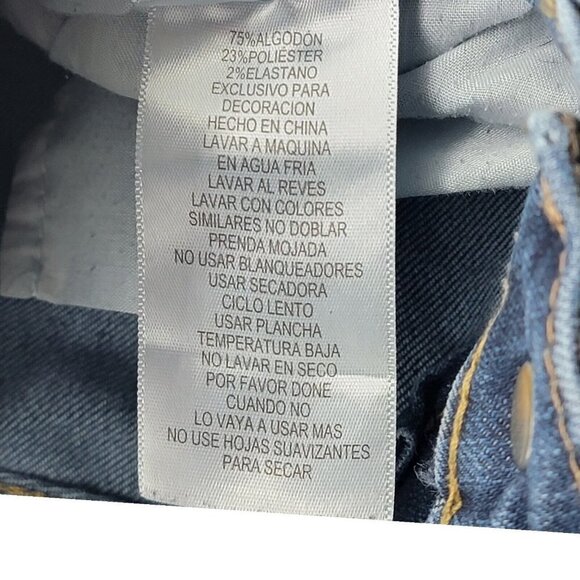 75%ALGODÓN
23%POLIÉSTER
2%ELASTANO
EXCLUSIVO PARA
DECORACION
HECHO EN CHINA
LAVAR A MAQUINA
EN AGUA FRIA
LAVAR AL REVES
LAVAR CON COLORES
SIMILARES NO DOBLAR
PRENDA MOJADA
NO USAR BLANQUEADORES
USAR SECADORA
CICLO LENTO
USAR PLANCHA
TEMPERATURA BAJA
NO LAVAR EN SECO
POR FAVOR DONE
CUANDO NO
LO VAYA A USAR MAS
NO USE HOJAS SUAVIZANTES
PARA SECAR